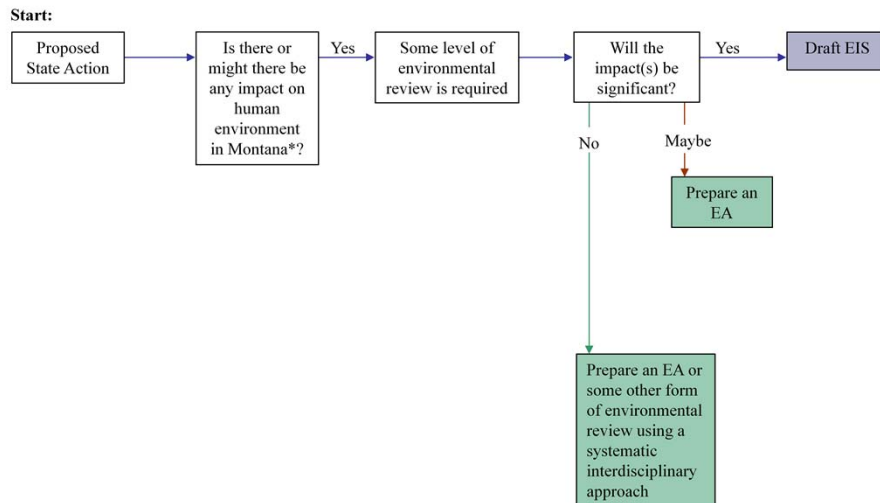 Start:
Proposed
State Action
Is there or
might there be
any impact on
human
environment
in Montana*?
Yes
Some level of
environmental
review is required
Will the
impact(s) be
significant?
Yes
Draft EIS
No
Maybe
Prepare an
EA
Prepare an EA or
some other form
of environmental
review using a
systematic
interdisciplinary
approach